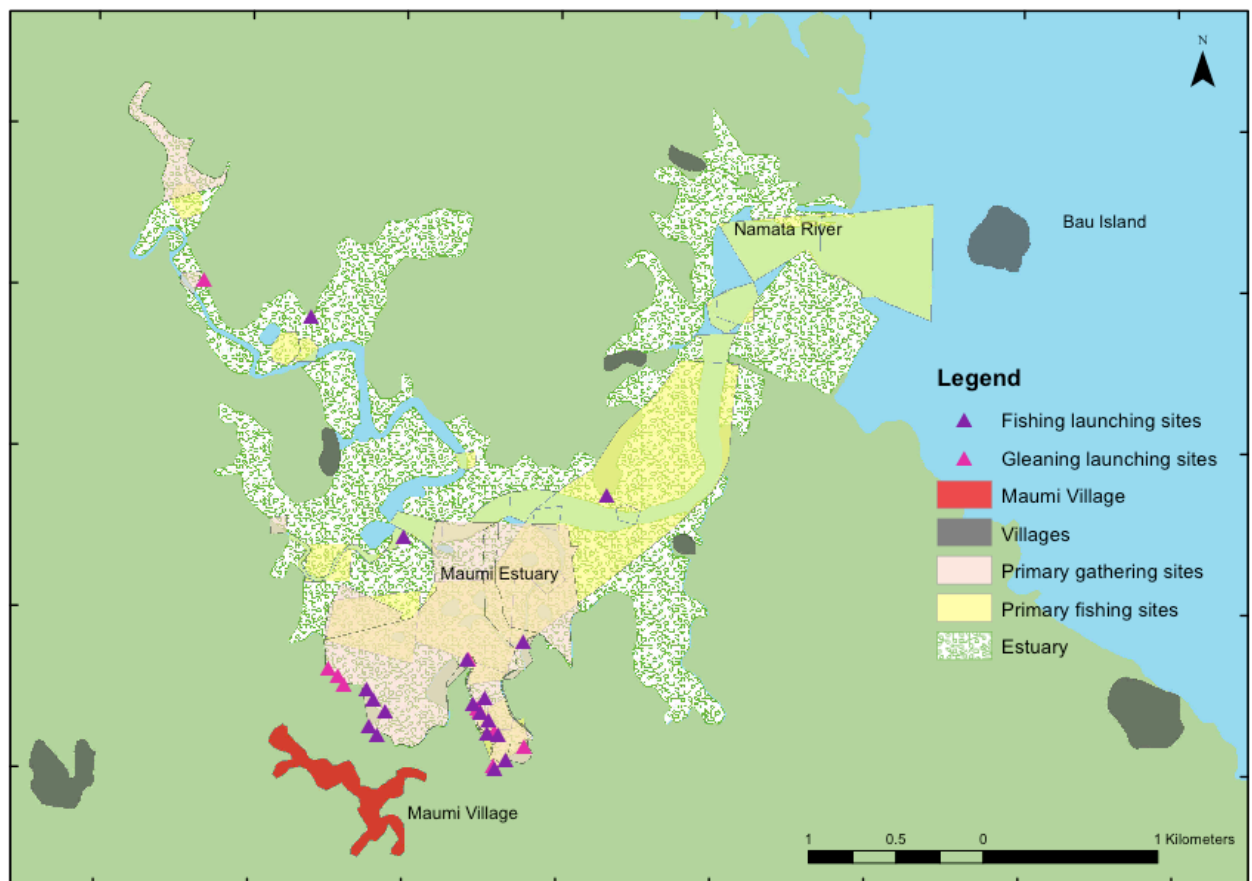 N
Bau Island
Namata River
Legend
Fishing launching sites
Gleaning launching sites
Maumi Village
Villages
Primary gathering sites
Primary fishing sites
Estuary
Maumi Estuary
Maumi Village
1 0.5 0 1 Kilometers